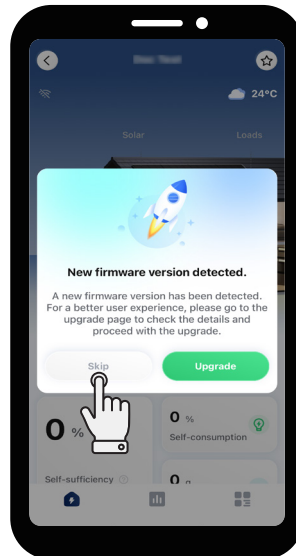 24°C
Solar Loads
New firmware version detected.
A new firmware version has been detected.
For a better user experience, please go to the
upgrade page to check the details and
proceed with the upgrade.
Skip Upgrade
0 %
0 %
Self-consumption
Self-sufficiency
0